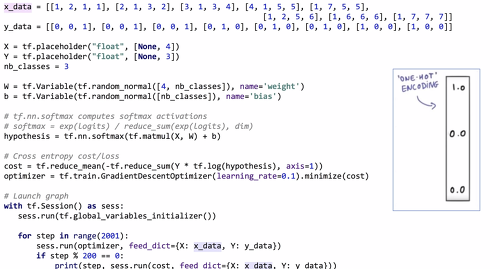 x_data = [[1, 2, 1, 1], [2, 1, 3, 2], [3, 1, 3, 4], [4, 1, 5, 5], [1, 7, 5, 5],
[1, 2, 5, 6], [1, 6, 6, 6], [1, 7, 7, 7]]
y_data = [[0, 0, 1], [0, 0, 1], [0, 0, 1], [0, 1, 0], [0, 1, 0], [0, 1, 0], [1, 0, 0], [1, 0, 0]]
X = tf.placeholder("float", [None, 4])
Y = tf.placeholder("float", [None, 3])
nb_classes = 3
W = tf.Variable(tf.random_normal([4, nb_classes]), name='weight')
b = tf.Variable(tf.random_normal([nb_classes]), name='bias')
# tf.nn.softmax computes softmax activations
# softmax = exp(logits) / reduce_sum(exp(logits), dim)
hypothesis = tf.nn.softmax(tf.matmul(X, W) + b)
# Cross entropy cost/loss
cost = tf.reduce_mean(-tf.reduce_sum(Y * tf.log(hypothesis), axis=1))
optimizer = tf.train.GradientDescentOptimizer(learning_rate=0.1).minimize(cost)
# Launch graph
with tf.Session() as sess:
sess.run(tf.global_variables_initializer())
for step in range(2001):
sess.run(optimizer, feed_dict={X: x_data, Y: y_data})
if step % 200 == 0:
print(step, sess.run(cost, feed_dict={X: x_data, Y: y_data}))
'ONE-HOT'
ENCODING
1.0
0.0
0.0